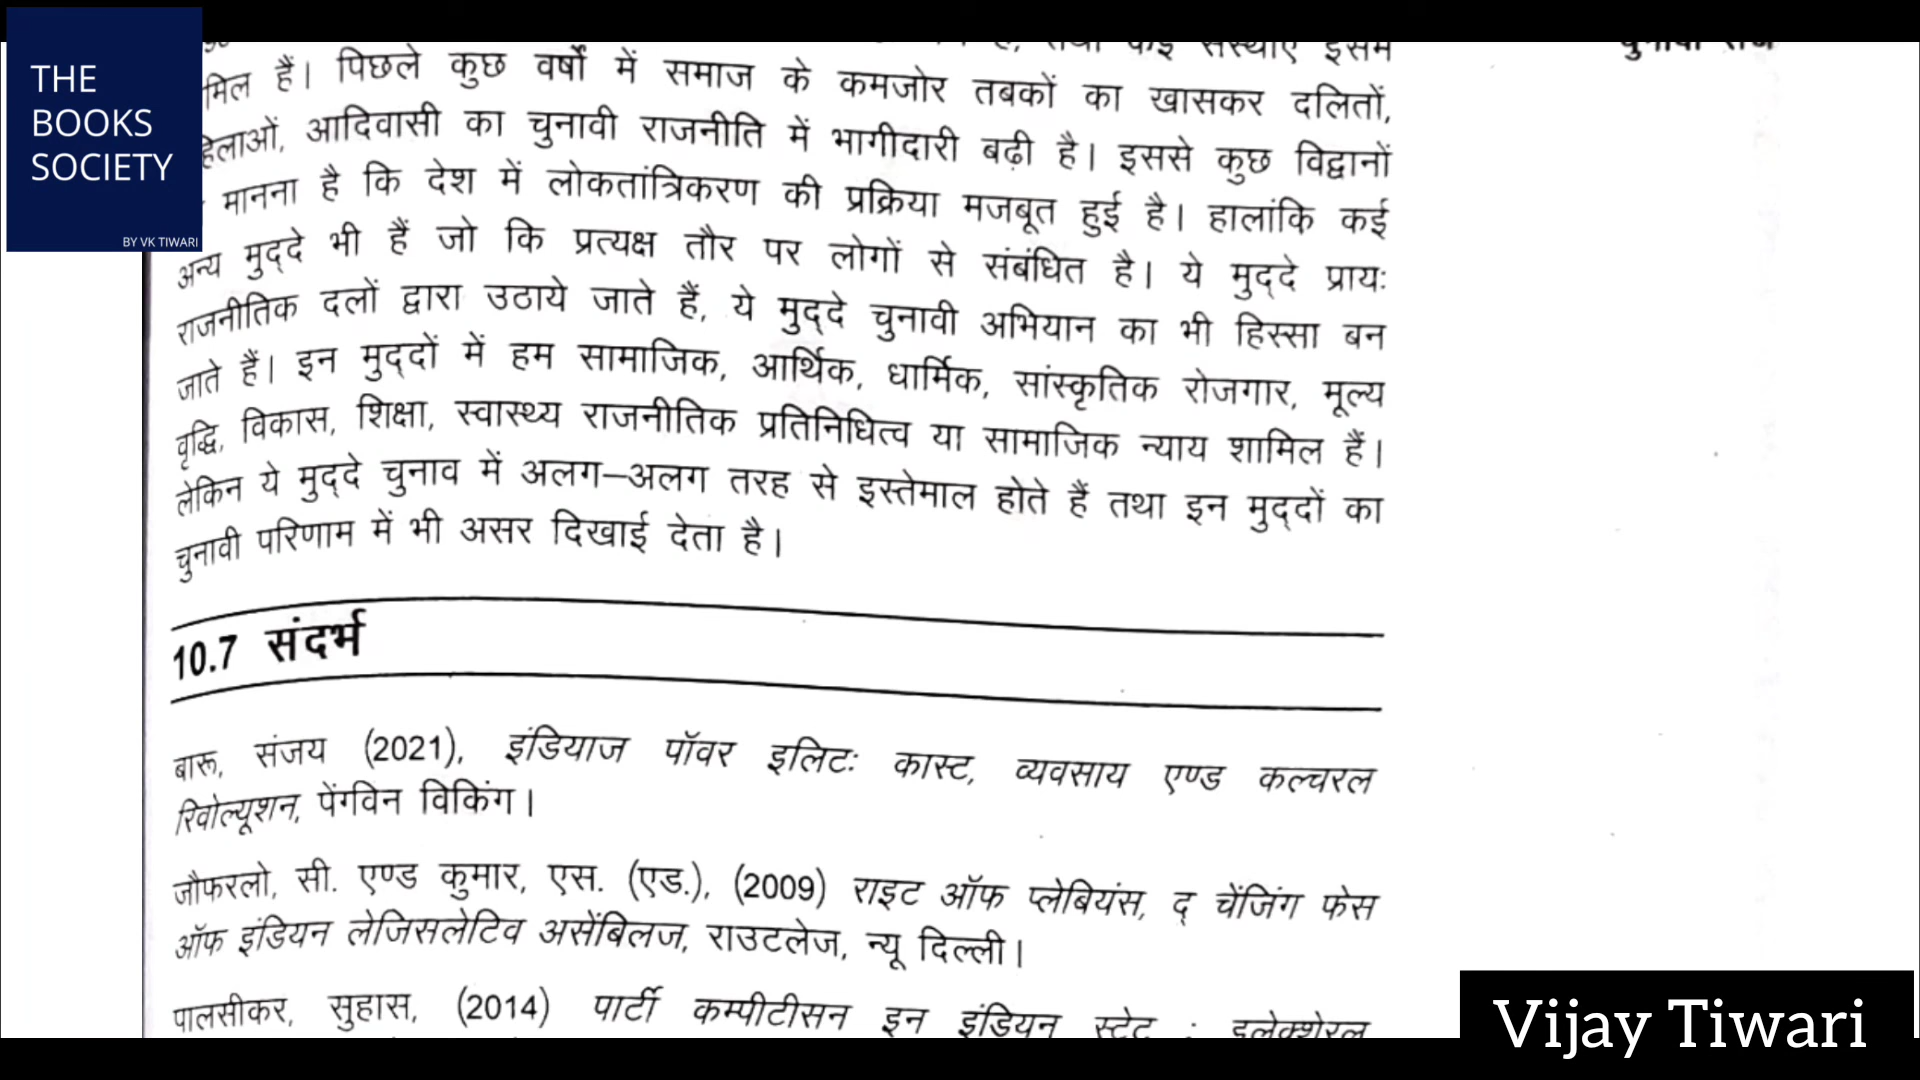 THE
BOOKS
SOCIETY
BY VK TIWARI
हैं। पिछले कुछ वर्षों में समाज के कमजोर तबकों का खासकर दलितों,
आदिवासी का चुनावी राजनीति में भागीदारी बढ़ी है। इससे कुछ विद्वानों
मानना है कि देश में लोकतांत्रिकरण की प्रक्रिया मजबूत हुई है। हालांकि कई
अन्य मुद्दे भी हैं जो कि प्रत्यक्ष तौर पर लोगों से संबंधित है। ये मुद्दे प्रायः
राजनीतिक दलों द्वारा उठाये जाते हैं, ये मुद्दे चुनावी अभियान का भी हिस्सा बन
जाते हैं। इन मुद्दों में हम सामाजिक, आर्थिक, धार्मिक, सांस्कृतिक रोजगार, मूल्य
वृद्धि, विकास, शिक्षा, स्वास्थ्य राजनीतिक प्रतिनिधित्व या सामाजिक न्याय शामिल हैं।
लेकिन ये मुद्दे चुनाव में अलग–अलग तरह से इस्तेमाल होते हैं तथा इन मुद्दों का
चुनावी परिणाम में भी असर दिखाई देता है।
10.7 संदर्भ
बारू, संजय (2021), इंडियाज पॉवर इलिटः कास्ट, व्यवसाय एण्ड कल्चरल
रिवोल्यूशन, पेंगविन विकिंग।
जौफरलो, सी. एण्ड कुमार, एस. (एड.), (2009) राइट ऑफ प्लेबियंस, द् चेंजिंग फेस
ऑफ इंडियन लेजिसलेटिव असेंबिलज, राउटलेज, न्यू दिल्ली।
पालसीकर, सुहास, (2014) पार्टी कम्पीटीसन इन इंडियन स्टेट : इलेक्शेरल
Vijay Tiwari